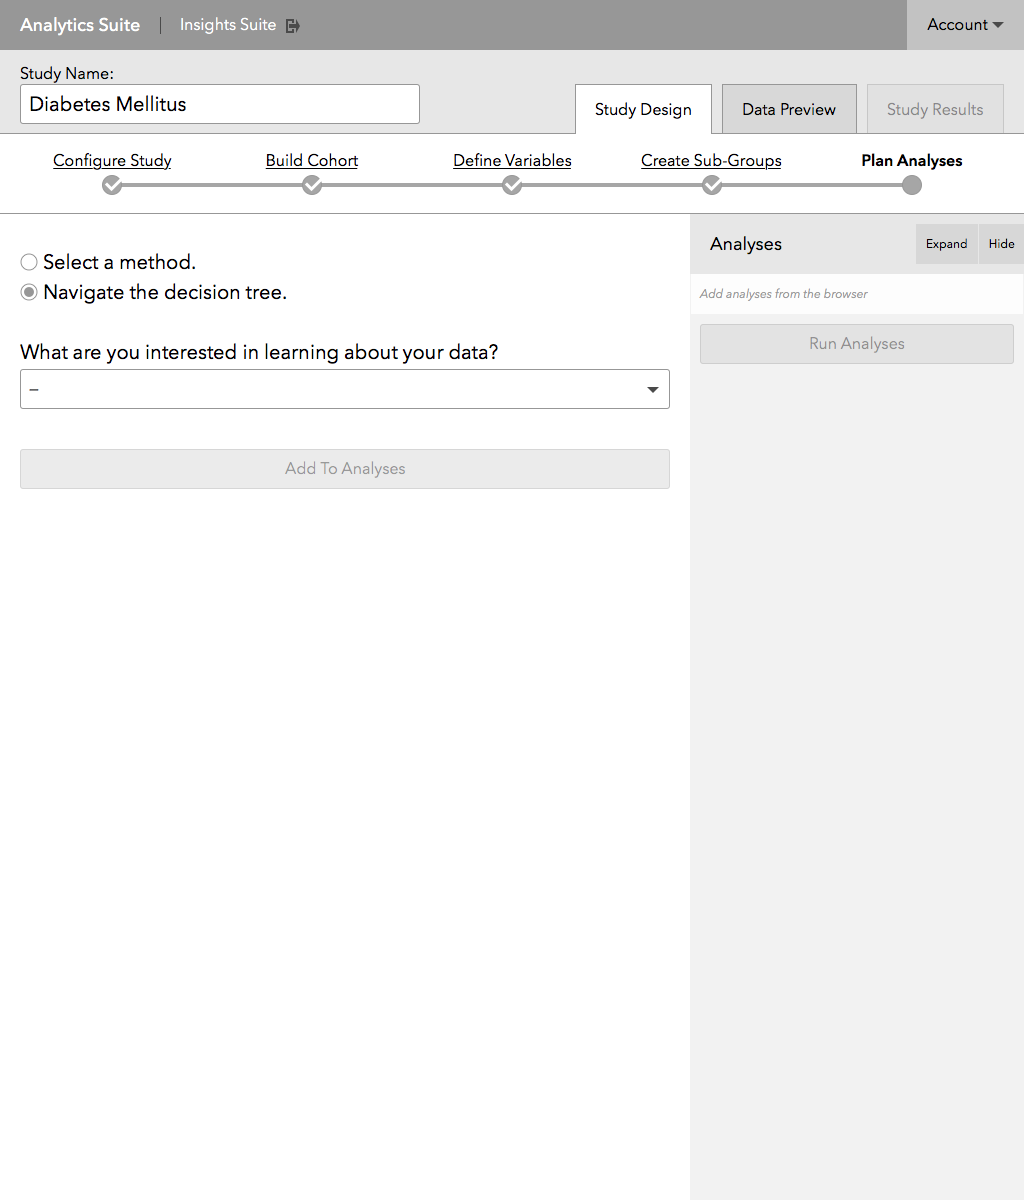 Analytics Suite | Insights Suite
Account
Study Name:
Diabetes Mellitus
Study Design
Data Preview
Study Results
Configure Study
Build Cohort
Define Variables
Create Sub-Groups
Plan Analyses
Select a method.
Navigate the decision tree.
What are you interested in learning about your data?
–
Add To Analyses
Analyses
Expand
Hide
Add analyses from the browser
Run Analyses